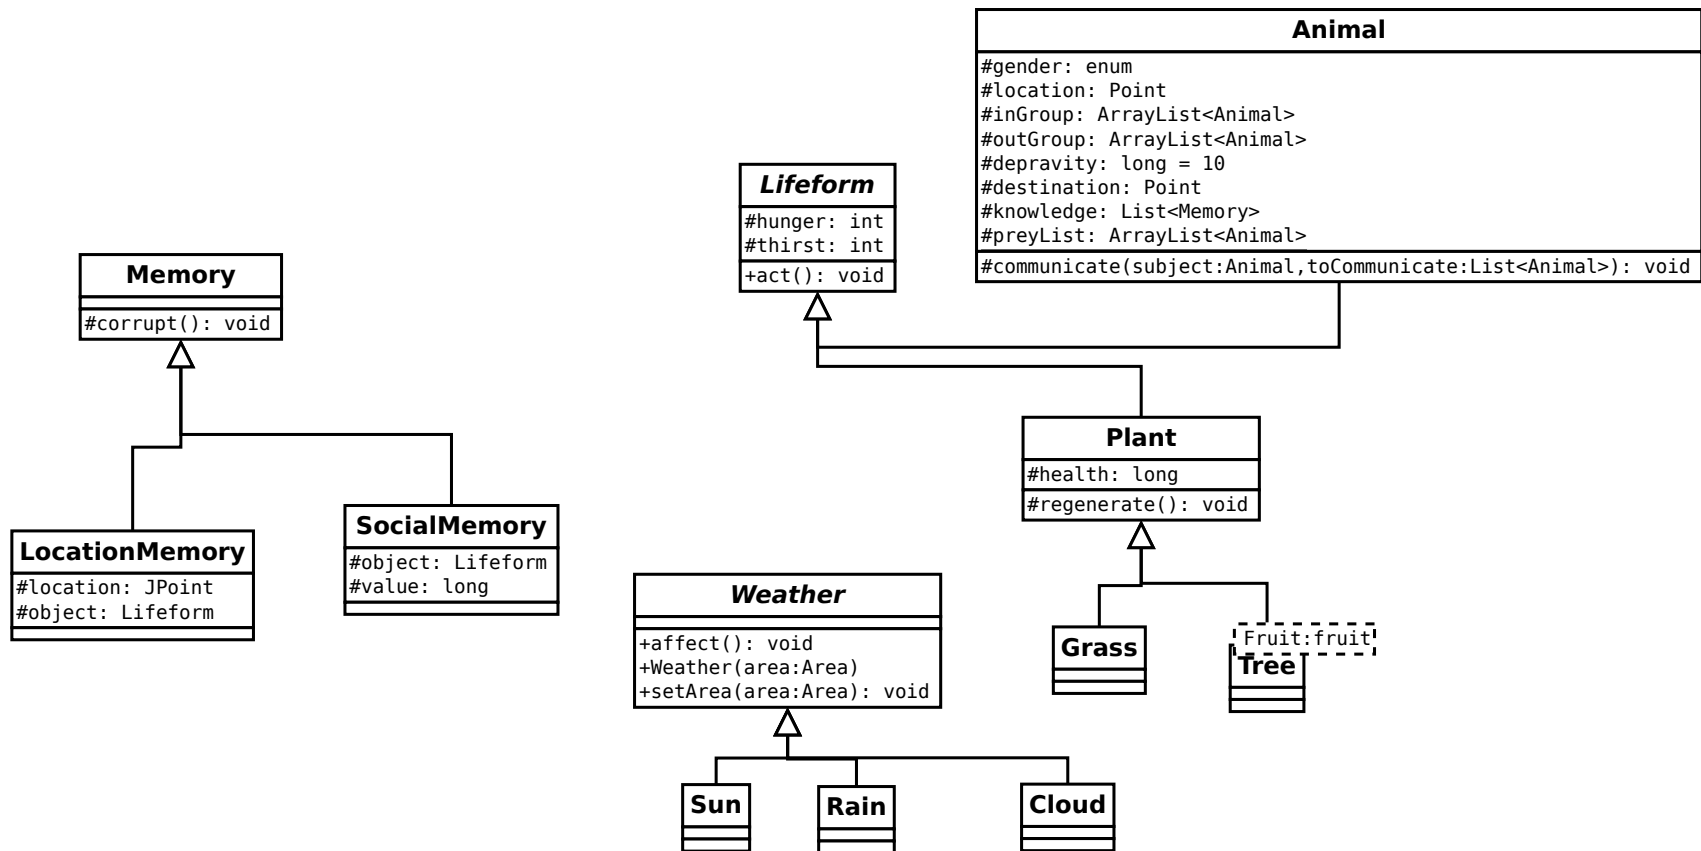 Animal
#gender: enum
#location: Point
#inGroup: ArrayList<Animal>
#outGroup: ArrayList<Animal>
#depravity: long = 10
#destination: Point
#knowledge: List<Memory>
#preyList: ArrayList<Animal>
#communicate(subject:Animal,toCommunicate:List<Animal>): void
Lifeform
#hunger: int
#thirst: int
+act(): void
Memory
#corrupt(): void
Plant
#health: long
#regenerate(): void
LocationMemory
#location: JPoint
#object: Lifeform
SocialMemory
#object: Lifeform
#value: long
Weather
+affect(): void
+Weather(area:Area)
+setArea(area:Area): void
Grass
Fruit:fruit
Tree
Sun
Rain
Cloud